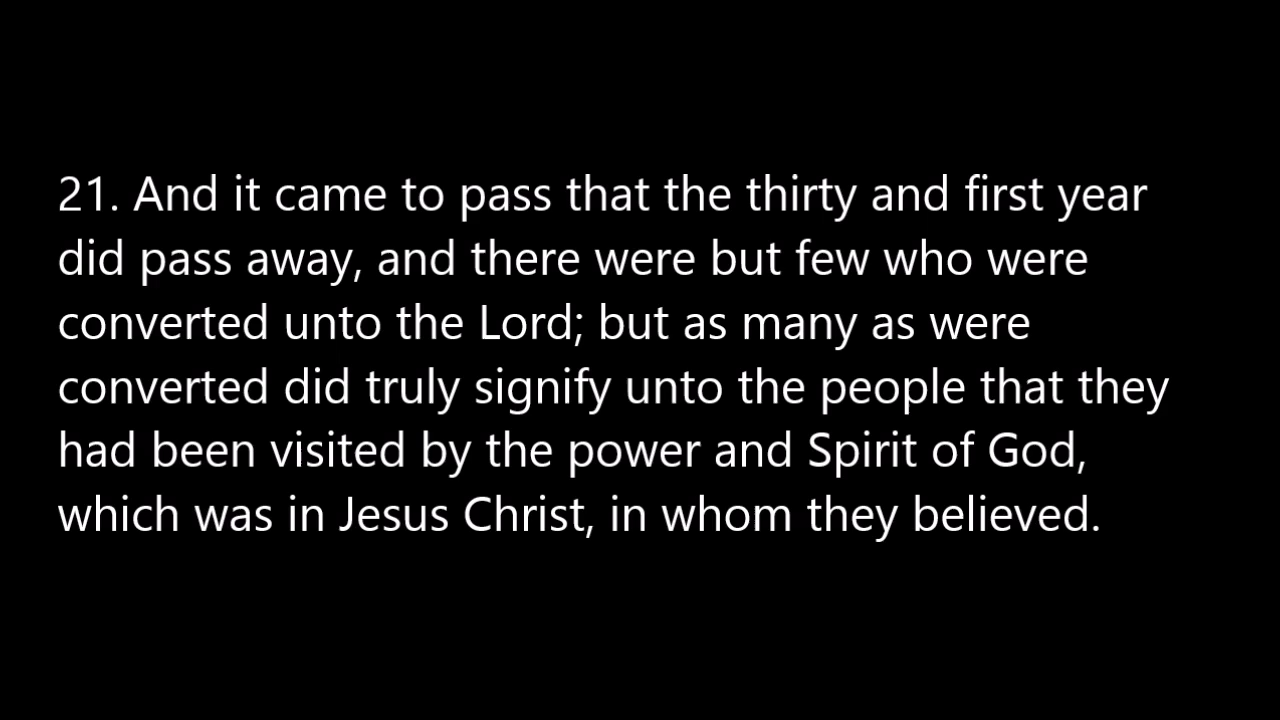 21. And it came to pass that the thirty and first year
did pass away, and there were but few who were
converted unto the Lord; but as many as were
converted did truly signify unto the people that they
had been visited by the power and Spirit of God,
which was in Jesus Christ, in whom they believed.